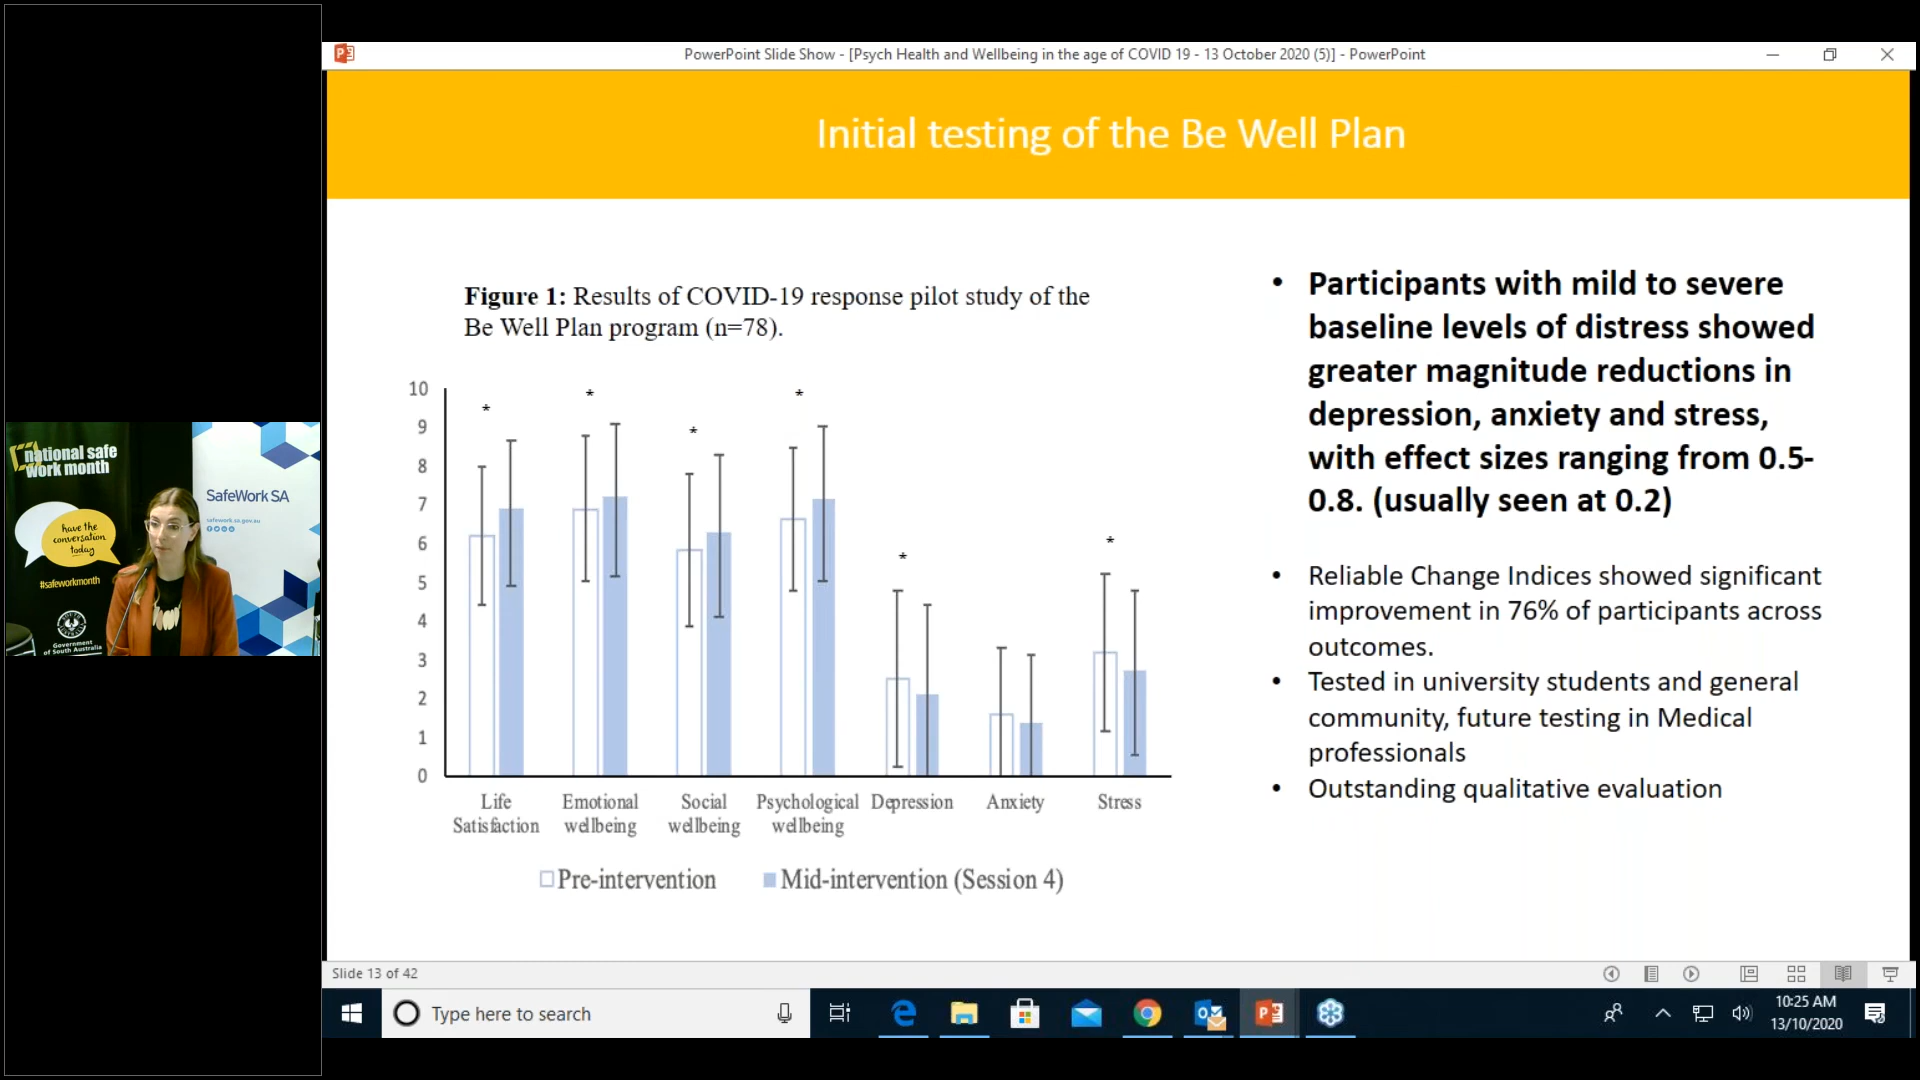 PowerPoint Slide Show - [Psych Health and Wellbeing in the age of COVID 19 - 13 October 2020 (5)] - PowerPoint
Initial testing of the Be Well Plan
Figure 1: Results of COVID-19 response pilot study of the
Be Well Plan program (n=78).
10
9
8
7
6
5
4
3
2
1
0
*
*
*
*
*
*
Life
Satisfaction
Emotional
wellbeing
Social
wellbeing
Psychological
wellbeing
Depression
Anxiety
Stress
Pre-intervention
Mid-intervention (Session 4)
• Participants with mild to severe
baseline levels of distress showed
greater magnitude reductions in
depression, anxiety and stress,
with effect sizes ranging from 0.5-
0.8. (usually seen at 0.2)
• Reliable Change Indices showed significant
improvement in 76% of participants across
outcomes.
• Tested in university students and general
community, future testing in Medical
professionals
• Outstanding qualitative evaluation
national safe
work month
have the
conversation
today
#safeworkmonth
Government
of South Australia
SafeWork SA
safework.sa.gov.au
Slide 13 of 42
Type here to search
10:25 AM
13/10/2020